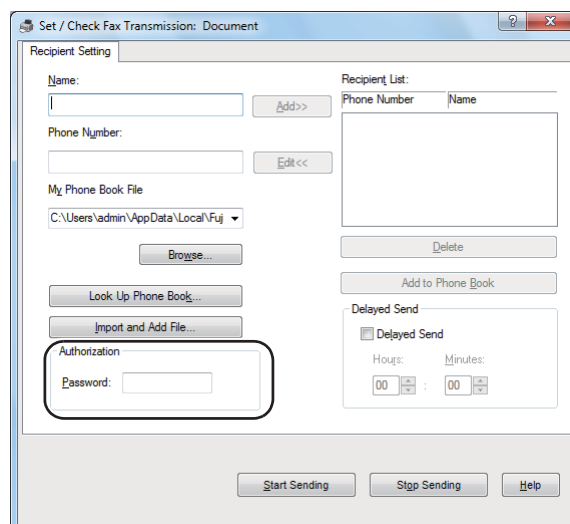 Set / Check Fax Transmission: Document
Recipient Setting
Name:
Add>>
Phone Number:
Edit<<
My Phone Book File
C:\Users\admin\AppData\Local\Fuj
Browse...
Look Up Phone Book...
Import and Add File...
Authorization
Password:
Recipient List:
Phone Number Name
Delete
Add to Phone Book
Delayed Send
Delayed Send
Hours: Minutes:
00 : 00
Start Sending Stop Sending Help